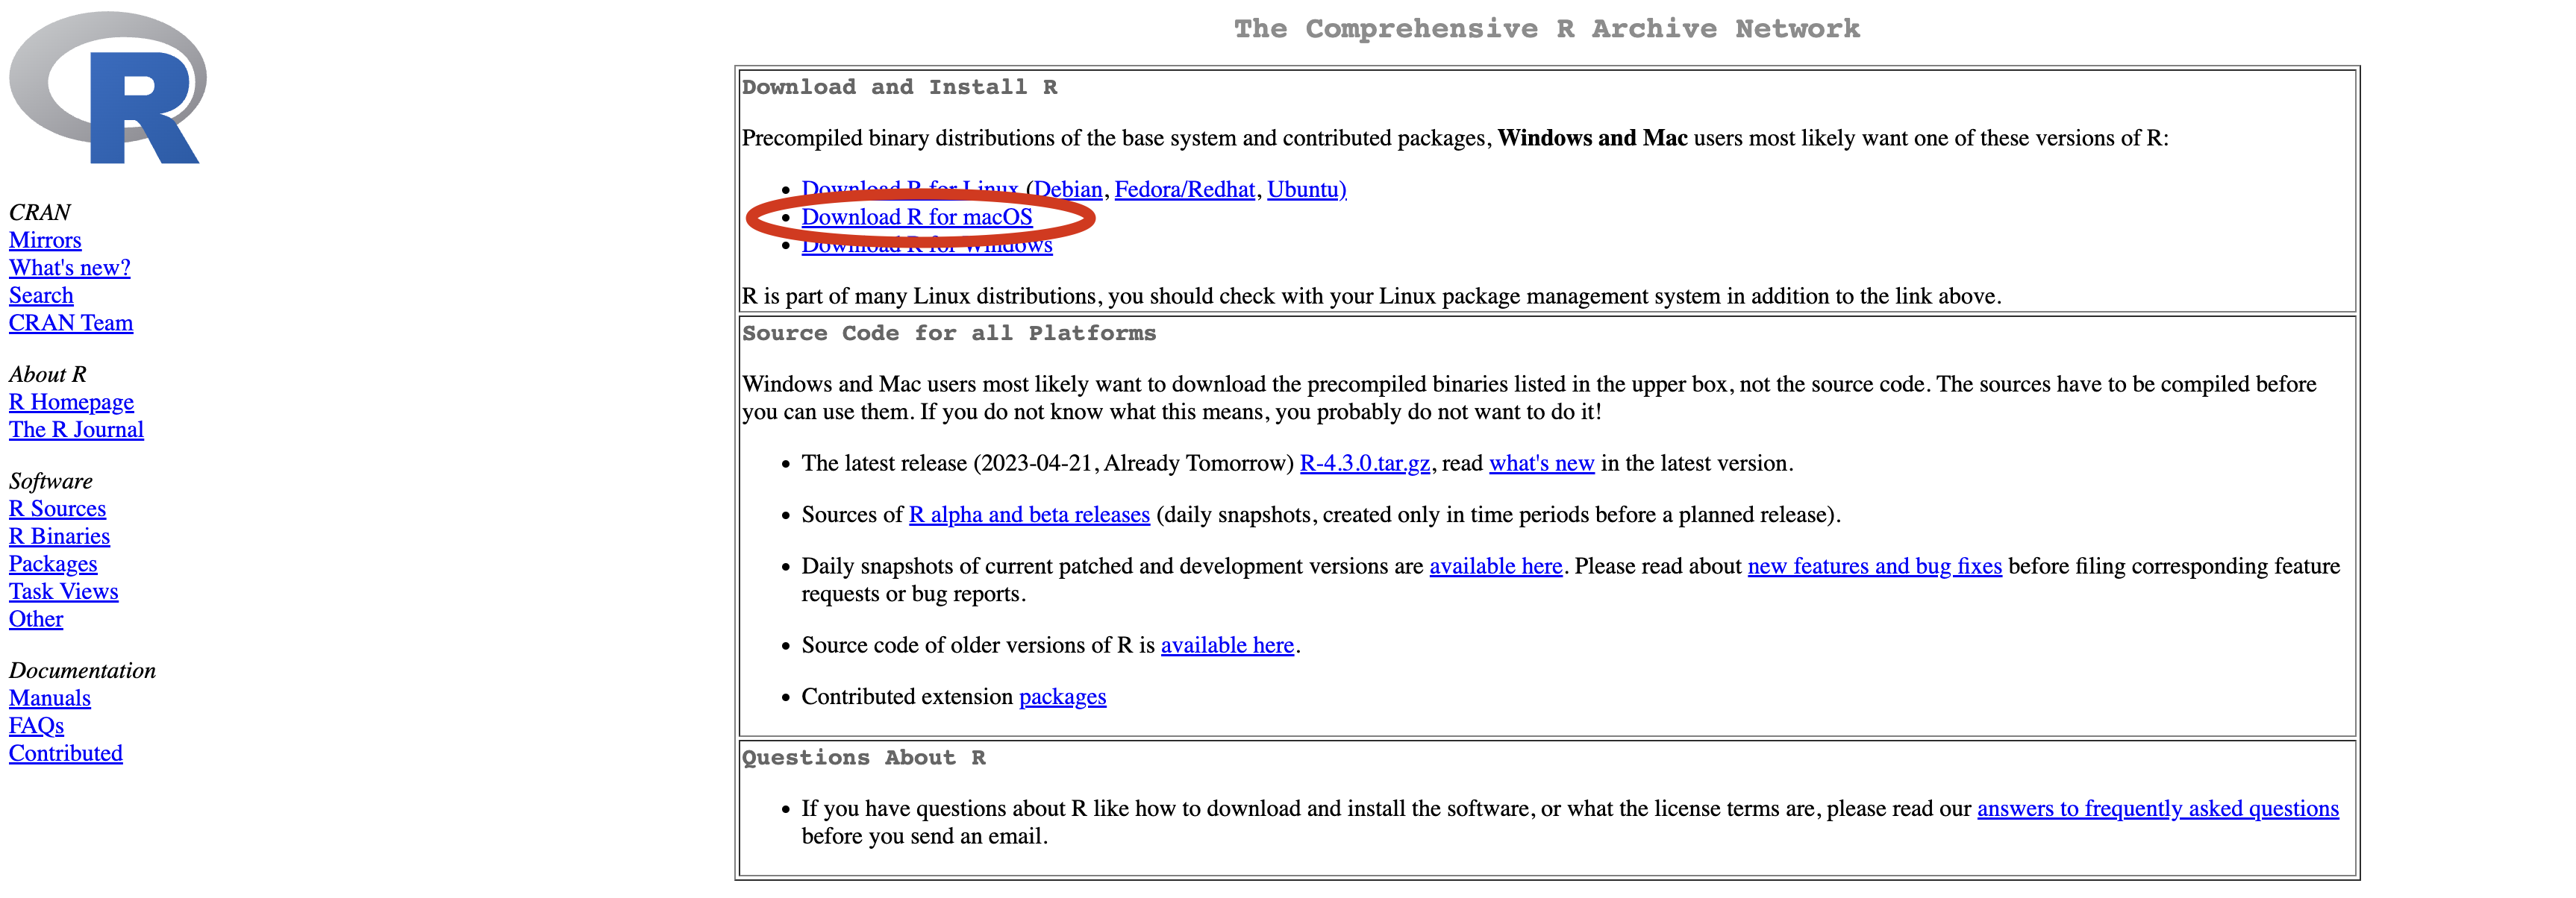 R
CRAN
Mirrors
What's new?
Search
CRAN Team
About R
R Homepage
The R Journal
Software
R Sources
R Binaries
Packages
Task Views
Other
Documentation
Manuals
FAQs
Contributed
The Comprehensive R Archive Network
Download and Install R
Precompiled binary distributions of the base system and contributed packages, Windows and Mac users most likely want one of these versions of R:
• Download R for Linux (Debian, Fedora/Redhat, Ubuntu)
• Download R for macOS
• Download R for Windows
R is part of many Linux distributions, you should check with your Linux package management system in addition to the link above.
Source Code for all Platforms
Windows and Mac users most likely want to download the precompiled binaries listed in the upper box, not the source code. The sources have to be compiled before
you can use them. If you do not know what this means, you probably do not want to do it!
• The latest release (2023-04-21, Already Tomorrow) R-4.3.0.tar.gz, read what's new in the latest version.
• Sources of R alpha and beta releases (daily snapshots, created only in time periods before a planned release).
• Daily snapshots of current patched and development versions are available here. Please read about new features and bug fixes before filing corresponding feature
requests or bug reports.
• Source code of older versions of R is available here.
• Contributed extension packages
Questions About R
• If you have questions about R like how to download and install the software, or what the license terms are, please read our answers to frequently asked questions
before you send an email.